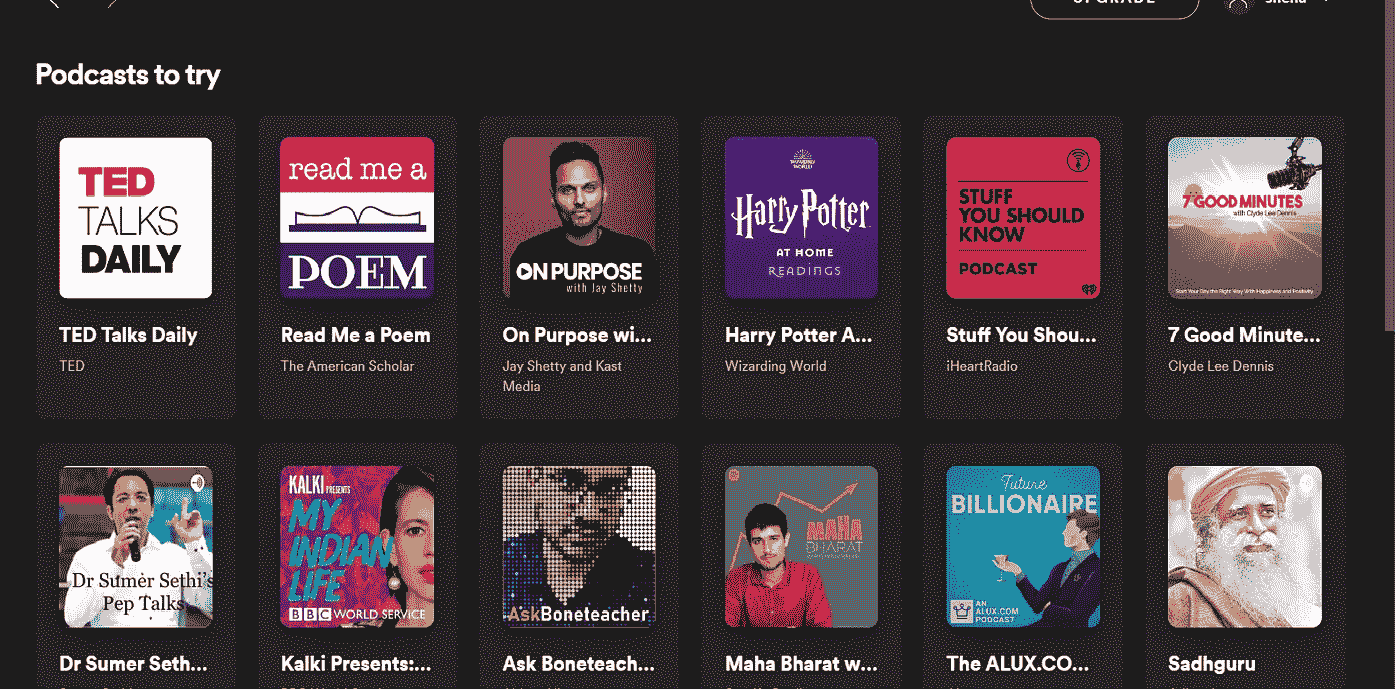 UPGRADE
Podcasts to try
TED
TALKS
DAILY
read me a
POEM
ON PURPOSE
with Jay Shetty
WIZARDING
WORLD
Harry Potter
AT HOME
READINGS
STUFF
YOU SHOULD
KNOW
PODCAST
7 GOOD MINUTES
with Clyde Lee Dennis
Start Your Day the Right Way With Happiness and Positivity
TED Talks Daily
Read Me a Poem
On Purpose wi...
Harry Potter A...
Stuff You Shou...
7 Good Minute...
TED
The American Scholar
Jay Shetty and Kast
Media
Wizarding World
iHeartRadio
Clyde Lee Dennis
Dr Sumer Sethi's
Pep Talks
KALKI PRESENTS
MY
INDIAN
LIFE
BBC WORLD SERVICE
AskBoneteacher
MAHA
BHARAT
Future
BILLIONAIRE
AN
ALUX.COM
PODCAST
Dr Sumer Seth...
Kalki Presents:...
Ask Boneteach...
Maha Bharat w...
The ALUX.CO...
Sadhguru